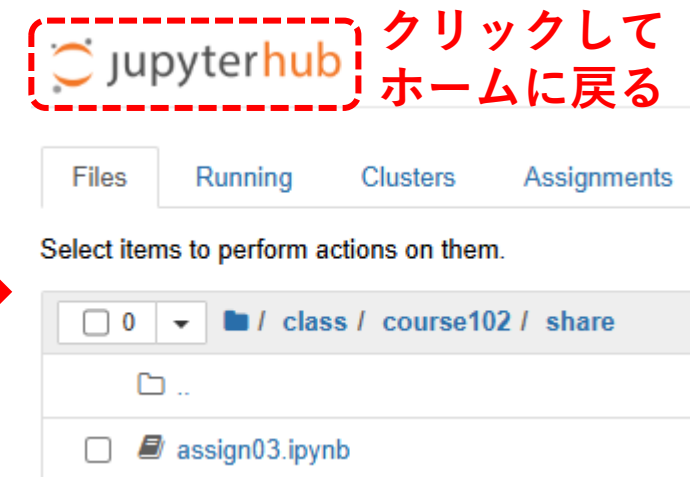 jupyterhub
クリックして
ホームに戻る
Files Running Clusters Assignments
Select items to perform actions on them.
0 / class / course102 / share
..
assign03.ipynb